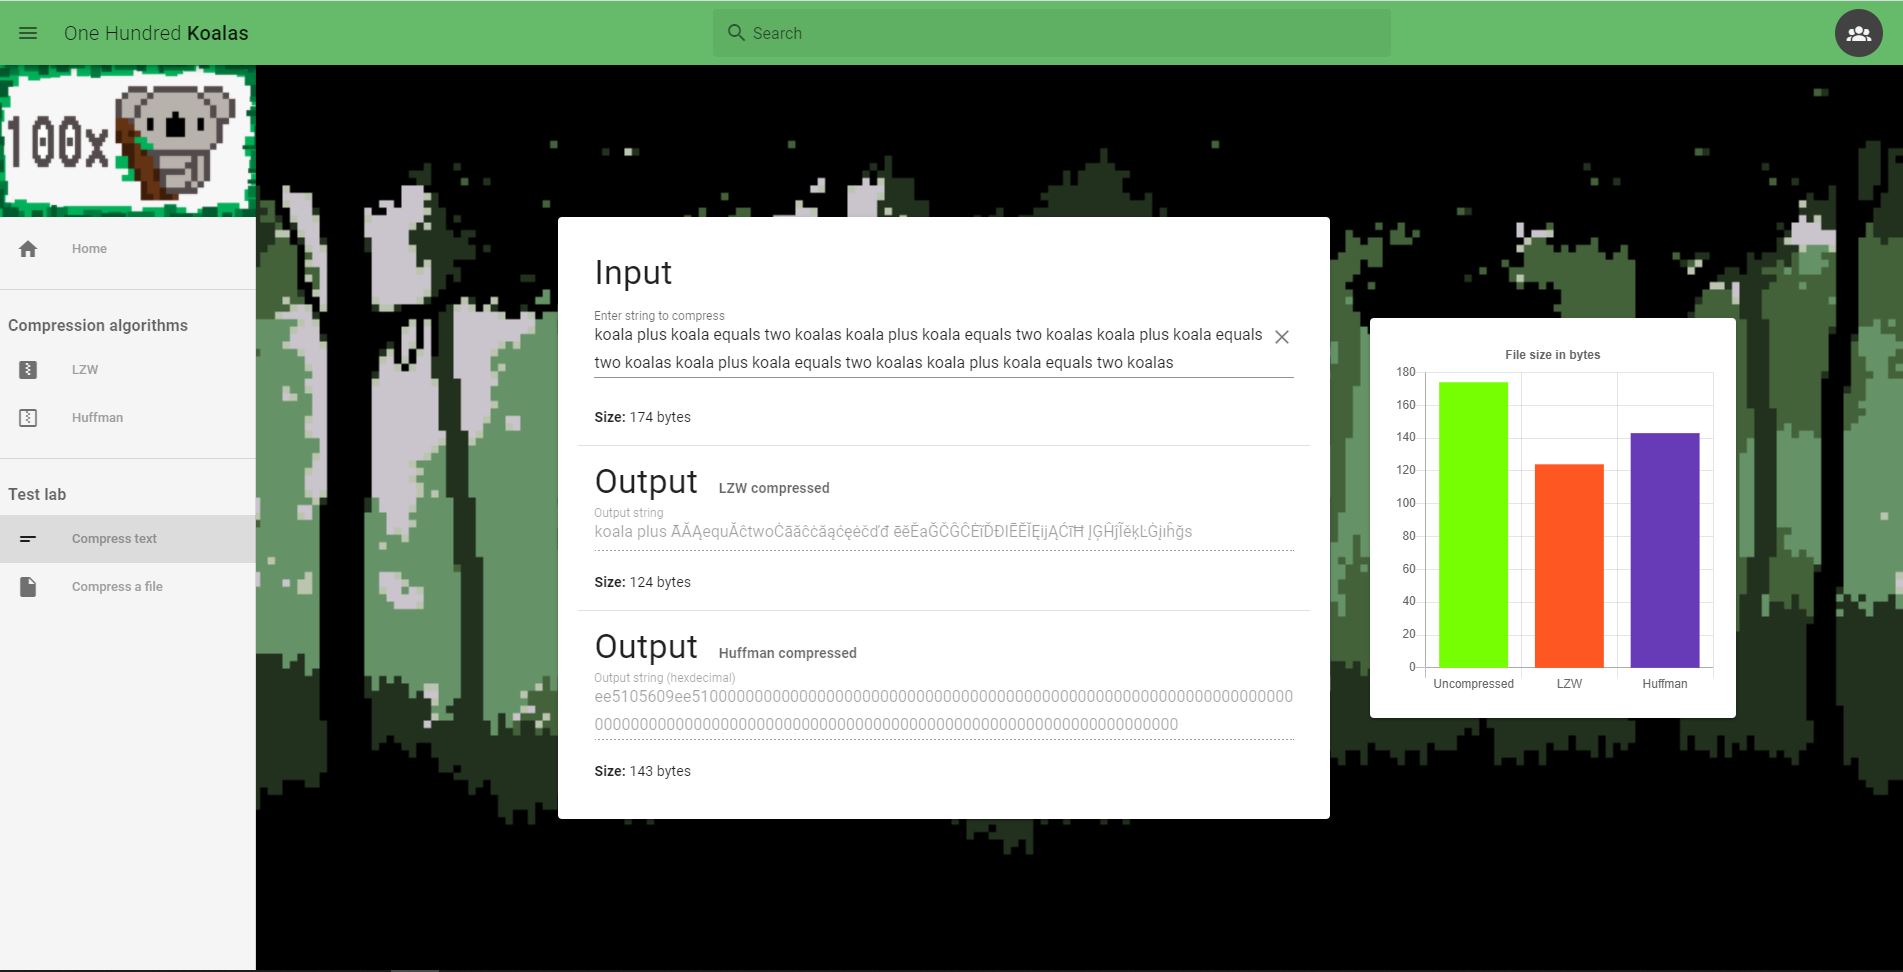 One Hundred Koalas
Search
100x
Home
Compression algorithms
LZW
Huffman
Test lab
Compress text
Compress a file
Input
Enter string to compress
koala plus koala equals two koalas koala plus koala equals two koalas koala plus koala equals
two koalas koala plus koala equals two koalas koala plus koala equals two koalas
Size: 174 bytes
Output LZW compressed
Output string
koala plus
Size: 124 bytes
Output Huffman compressed
Output string (hexdecimal)
Size: 143 bytes
File size in bytes
180
160
140
120
100
80
60
40
20
0
Uncompressed LZW Huffman